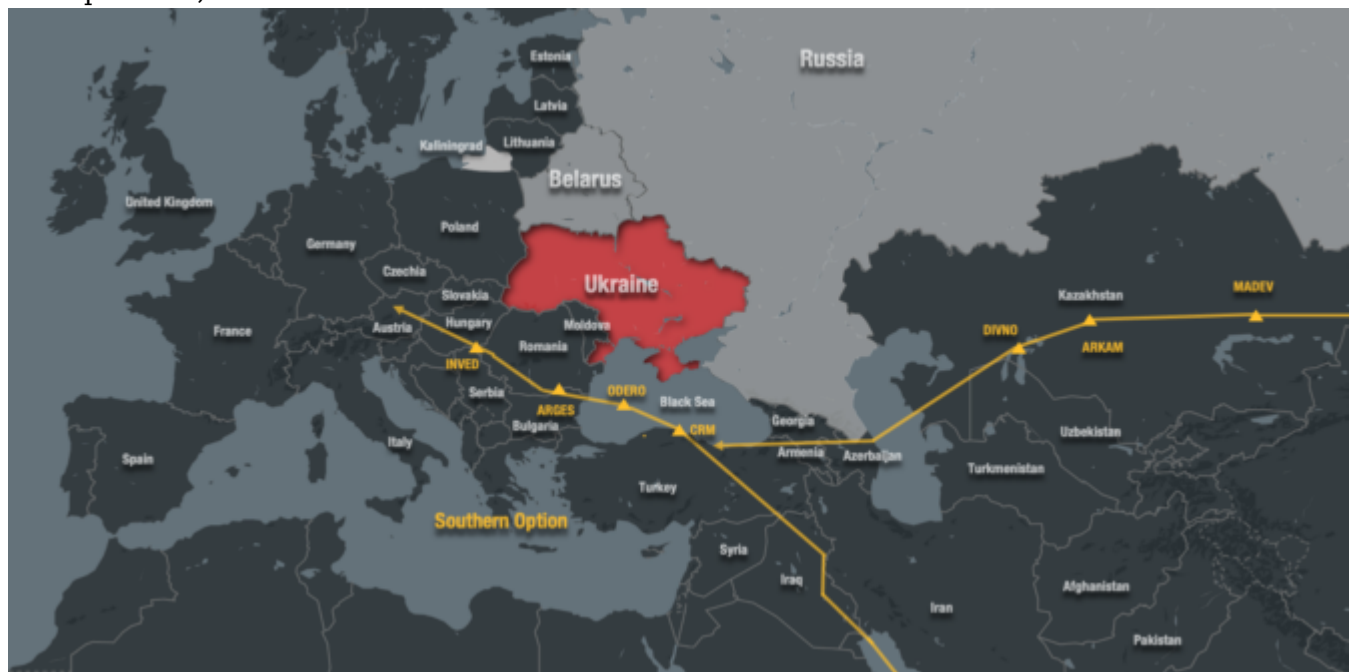 Russia
Estonia
Latvia
Kaliningrad
Lithuania
Belarus
United Kingdom
Poland
Germany
Czechia
Ukraine
MADEV
Slovakia
Kazakhstan
France
Austria
Hungary
Moldova
DIVNO
Romania
ARKAM
INVED
Serbia
ODERO
Black Sea
ARGES
Georgia
Bulgaria
CRM
Uzbekistan
Italy
Armenia
Azerbaijan
Spain
Turkmenistan
Turkey
Southern Option
Syria
Iraq
Afghanistan
Iran
Pakistan